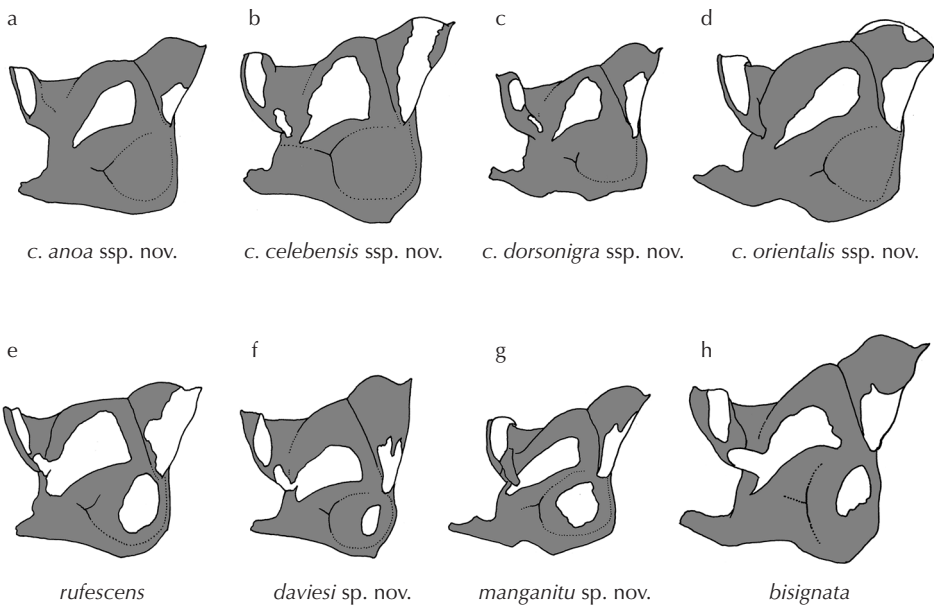 a b c d
c. anoa ssp. nov. c. celebensis ssp. nov. c. dorsonigra ssp. nov. c. orientalis ssp. nov.
e f g h
rufescens daviesi sp. nov. manganitu sp. nov. bisignata